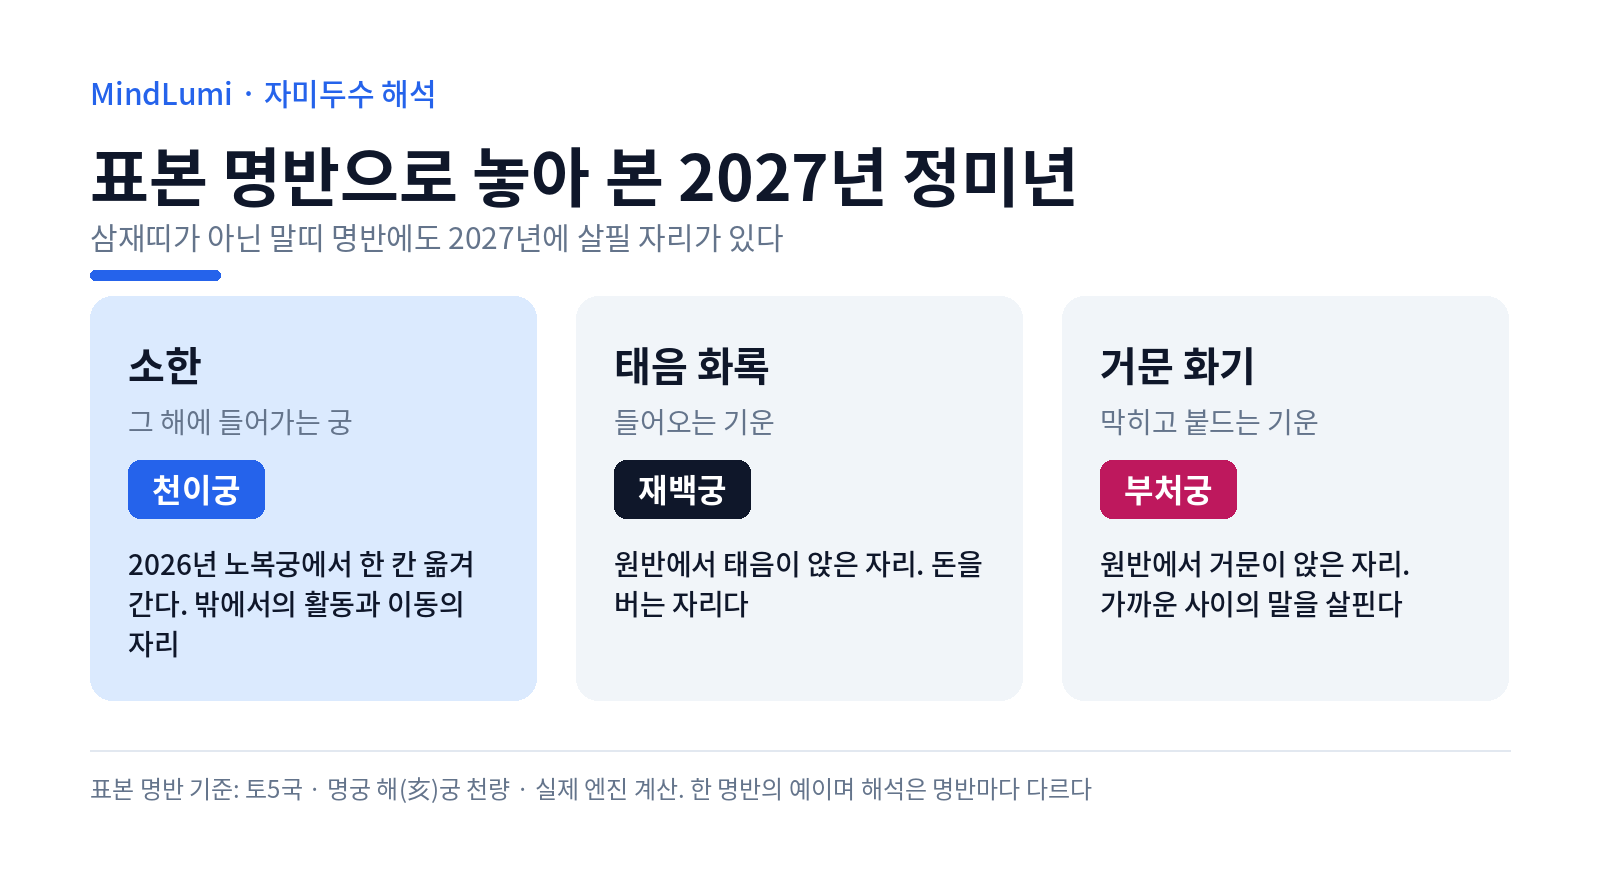 MindLumi · 자미두수 해석
표본 명반으로 놓아 본 2027년 정미년
삼재띠가 아닌 말띠 명반에도 2027년에 살필 자리가 있다
소한
그 해에 들어가는 궁
천이궁
2026년 노복궁에서 한 칸 옮겨
간다. 밖에서의 활동과 이동의
자리
태음 화록
들어오는 기운
재백궁
원반에서 태음이 앉은 자리. 돈을
버는 자리다
거문 화기
막히고 붙드는 기운
부처궁
원반에서 거문이 앉은 자리.
가까운 사이의 말을 살핀다
표본 명반 기준: 토5국 · 명궁 해(亥)궁 천량 · 실제 엔진 계산. 한 명반의 예이며 해석은 명반마다 다르다